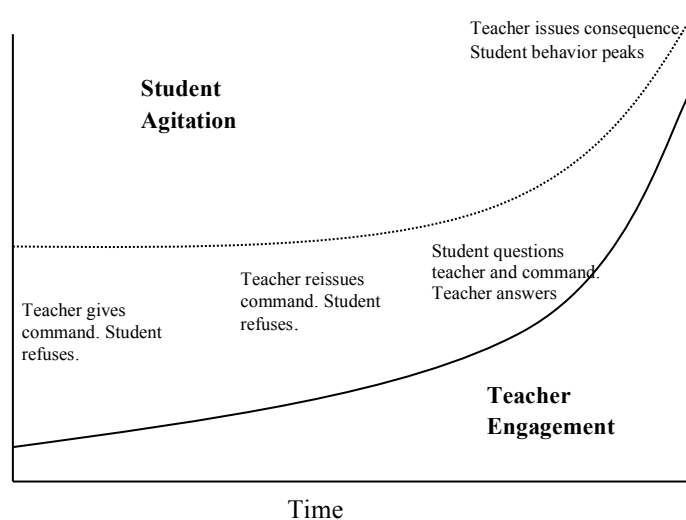 Teacher issues consequence
Student behavior peaks
Student
Agitation
Student questions
teacher and command.
Teacher answers
Teacher reissues
command. Student
refuses.
Teacher gives
command. Student
refuses.
Teacher
Engagement
Time